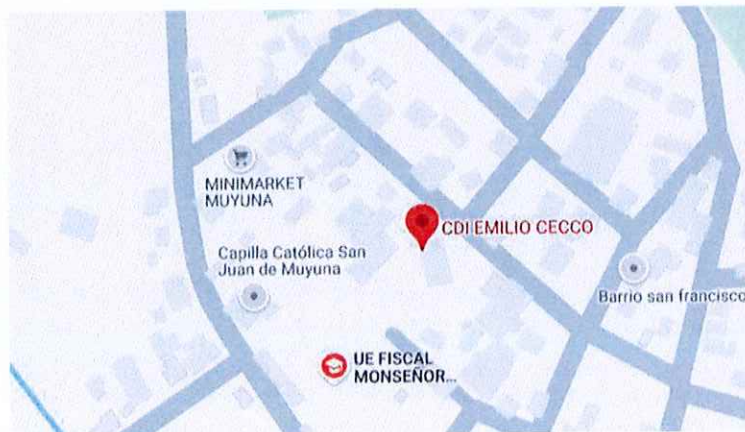 MINIMARKET
MUYUNA
CDI EMILIO CECCO
Capilla Católica San
Juan de Muyuna
Barrio san francisco
UE FISCAL
MONSEÑOR...